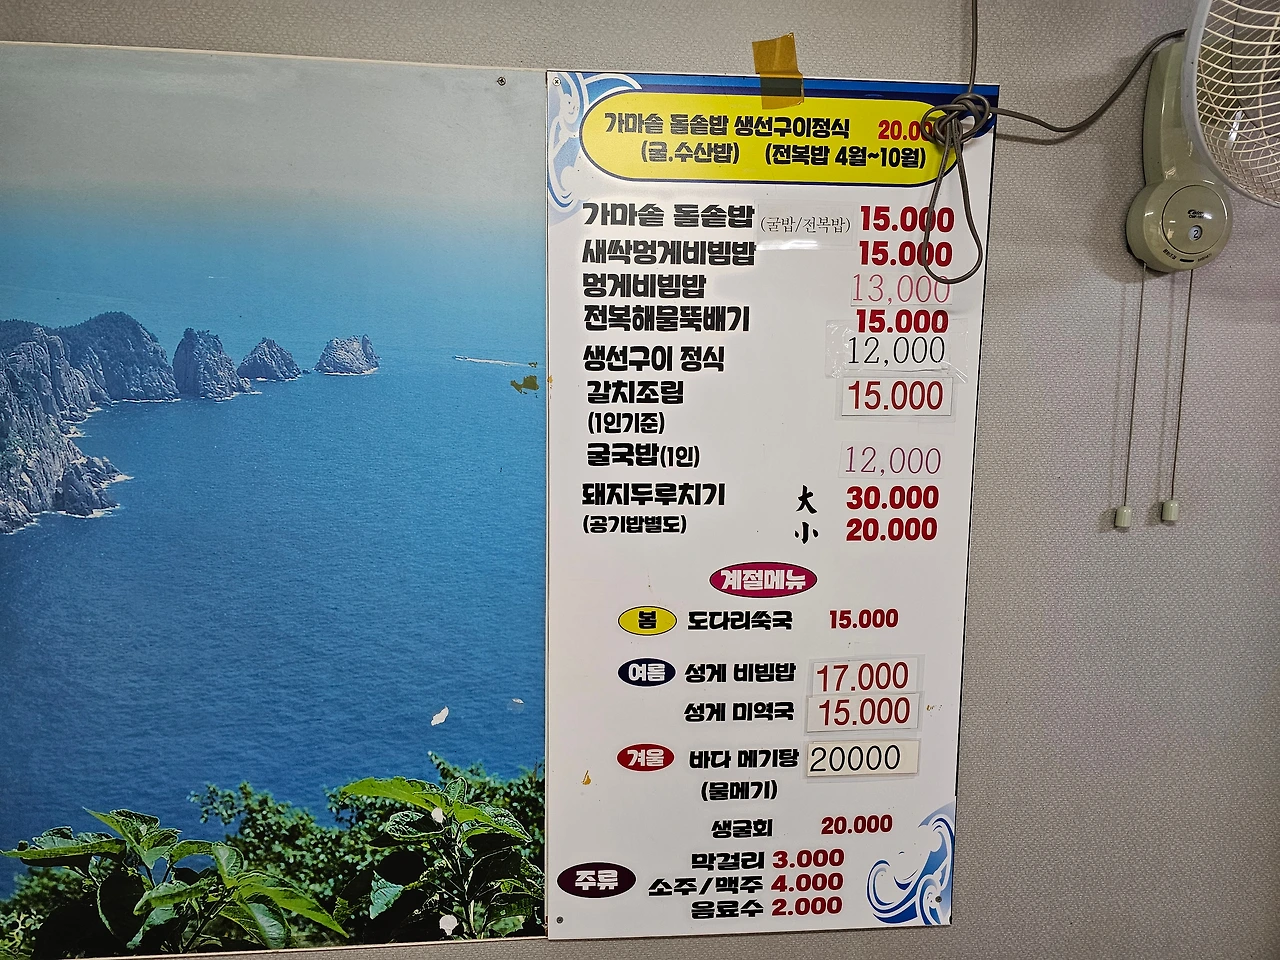 가마솥 돌솥밥 생선구이정식 20.00
(굴.수산밥) (전복밥 4월~10월)
가마솥 돌솥밥 (굴밥/전복밥) 15.000
새싹멍게비빔밥 15.000
멍게비빔밥 13,000
전복해물뚝배기 15.000
생선구이 정식 12,000
갈치조림 15.000
(1인기준)
굴국밥(1인) 12,000
돼지두루치기 大 30.000
(공기밥별도) 小 20.000
계절메뉴
봄 도다리쑥국 15.000
여름 성게 비빔밥 17.000
성게 미역국 15.000
겨울 바다 메기탕 20000
(물메기)
생굴회 20.000
막걸리 3.000
주류 소주/맥주 4.000
음료수 2.000
2